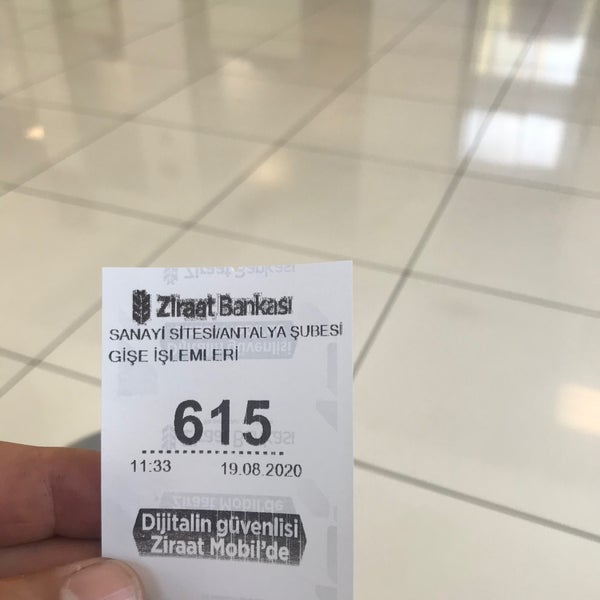 Ziraat Bankası
SANAYİ SİTESİ/ANTALYA ŞUBESİ
GİŞE İŞLEMLERİ
615
11:33 19.08.2020
Dijitalin güvenlisi
Ziraat Mobil'de